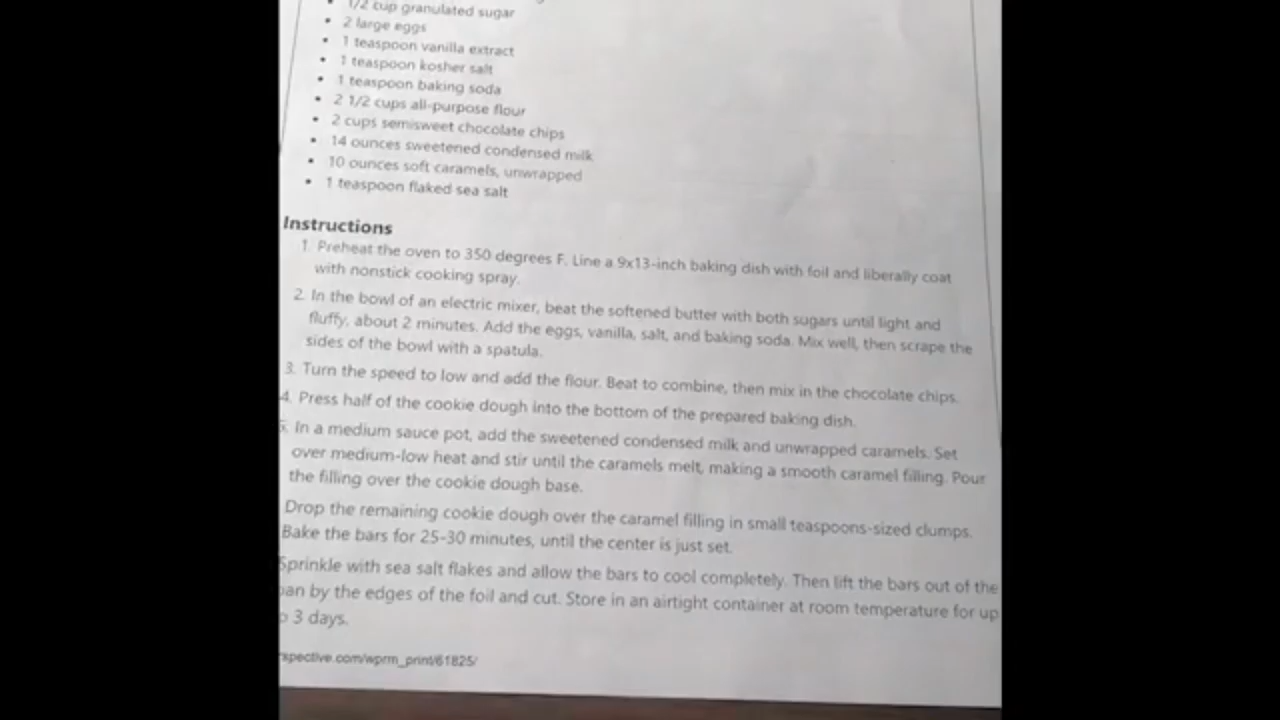 1/2 cup granulated sugar
2 large eggs
1 teaspoon vanilla extract
1 teaspoon kosher salt
1 teaspoon baking soda
2 1/2 cups all-purpose flour
2 cups semisweet chocolate chips
14 ounces sweetened condensed milk
10 ounces soft caramels, unwrapped
1 teaspoon flaked sea salt
Instructions
1. Preheat the oven to 350 degrees F. Line a 9x13-inch baking dish with foil and liberally coat
with nonstick cooking spray.
2. In the bowl of an electric mixer, beat the softened butter with both sugars until light and
fluffy, about 2 minutes. Add the eggs, vanilla, salt, and baking soda. Mix well, then scrape the
sides of the bowl with a spatula.
3. Turn the speed to low and add the flour. Beat to combine, then mix in the chocolate chips.
4. Press half of the cookie dough into the bottom of the prepared baking dish.
5. In a medium sauce pot, add the sweetened condensed milk and unwrapped caramels. Set
over medium-low heat and stir until the caramels melt, making a smooth caramel filling. Pour
the filling over the cookie dough base.
Drop the remaining cookie dough over the caramel filling in small teaspoons-sized clumps.
Bake the bars for 25-30 minutes, until the center is just set.
Sprinkle with sea salt flakes and allow the bars to cool completely. Then lift the bars out of the
pan by the edges of the foil and cut. Store in an airtight container at room temperature for up
o 3 days.
spective.com/wprm_print/61825/